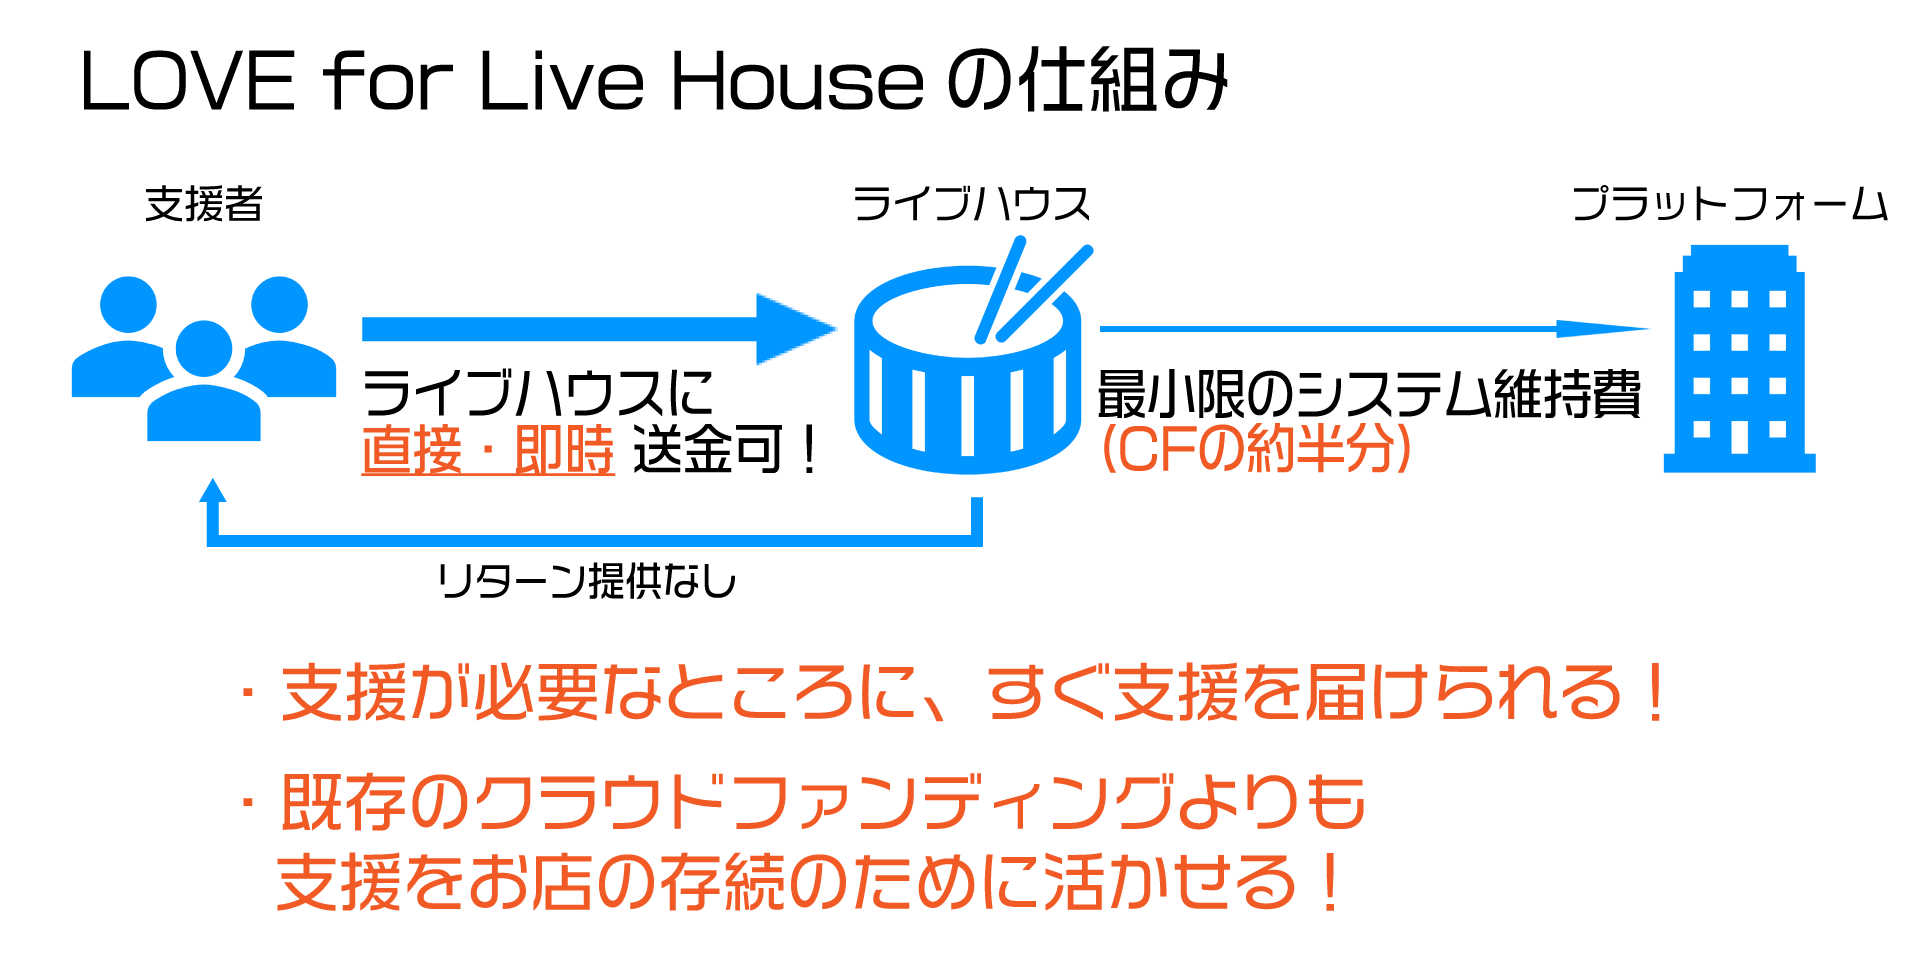 LOVE for Live House の仕組み
支援者
ライブハウス
プラットフォーム
ライブハウスに
直接・即時 送金可！
最小限のシステム維持費
(CFの約半分)
リターン提供なし
・支援が必要なところに、すぐ支援を届けられる！
・既存のクラウドファンディングよりも
支援をお店の存続のために活かせる！